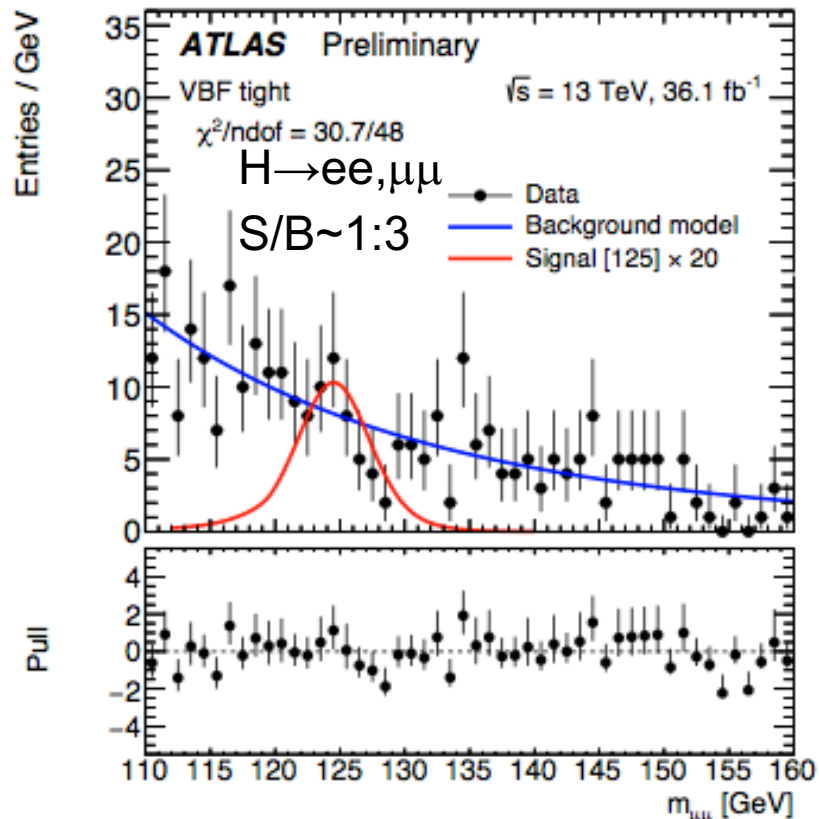 ATLAS Preliminary
VBF tight
√s = 13 TeV, 36.1 fb⁻¹
χ²/ndof = 30.7/48
H→ee,μμ
S/B~1:3
Data
Background model
Signal [125] × 20
Entries / GeV
35
30
25
20
15
10
5
0
Pull
4
2
0
−2
−4
110 115 120 125 130 135 140 145 150 155 160
mμμ [GeV]